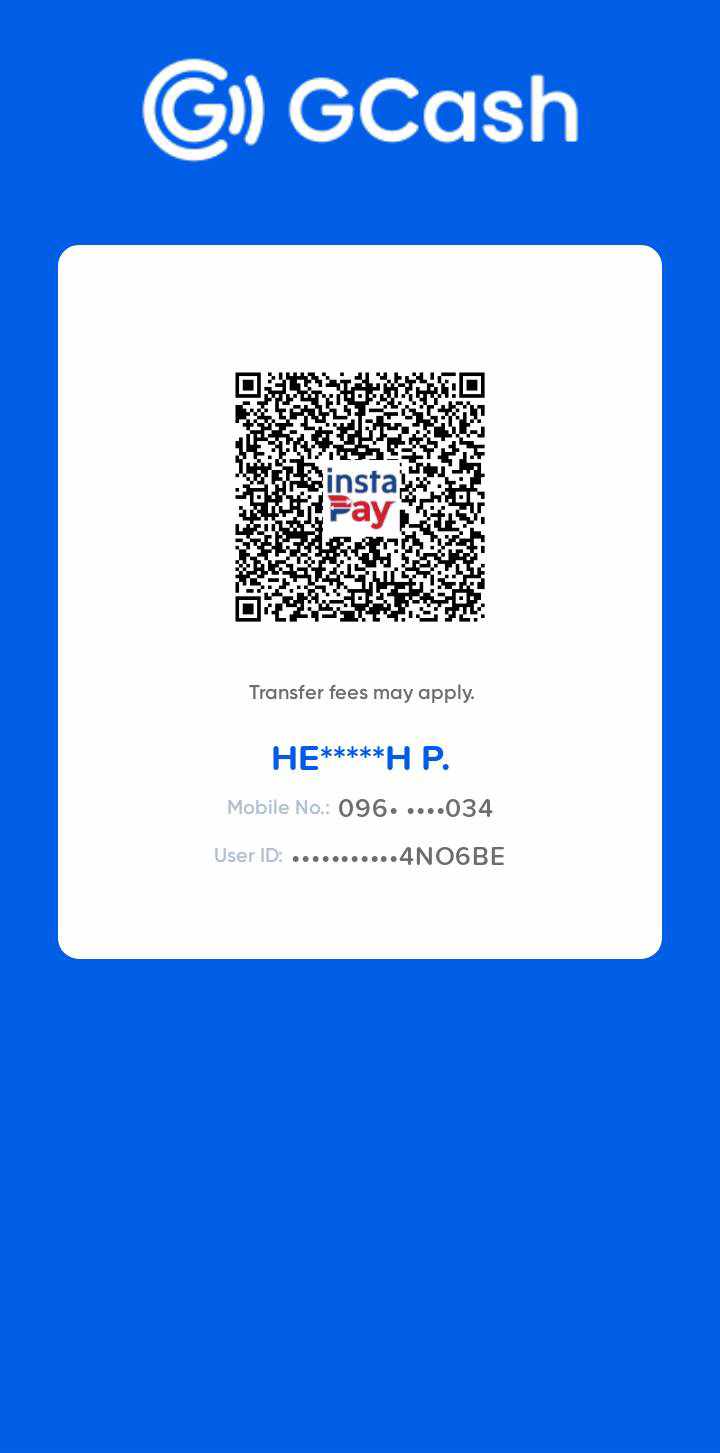 GCash
insta
Pay
Transfer fees may apply.
HE*****H P.
Mobile No.: 096• ••••034
User ID: •••••••••••4NO6BE